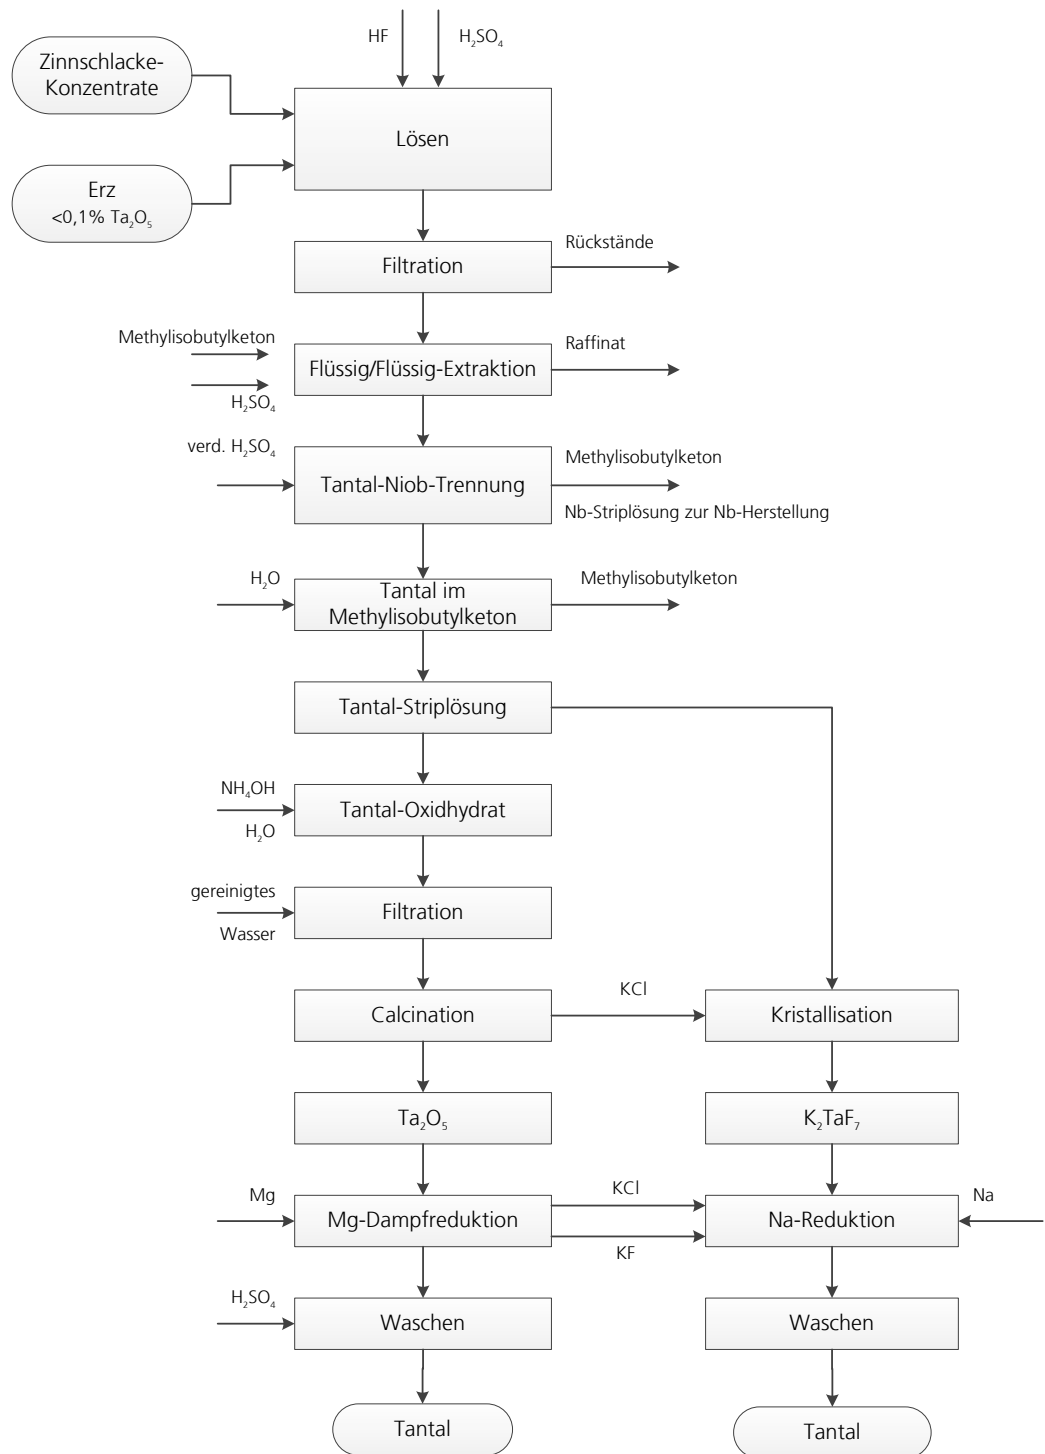 HF
H₂SO₄
Zinnschlacke-
Konzentrate
Lösen
Erz
<0,1% Ta₂O₅
Filtration
Rückstände
Methylisobutylketon
H₂SO₄
Flüssig/Flüssig-Extraktion
Raffinat
verd. H₂SO₄
Tantal-Niob-Trennung
Methylisobutylketon
Nb-Striplösung zur Nb-Herstellung
H₂O
Tantal im
Methylisobutylketon
Methylisobutylketon
Tantal-Striplösung
NH₄OH
H₂O
Tantal-Oxidhydrat
gereinigtes
Wasser
Filtration
Calcination
KCl
Kristallisation
Ta₂O₅
K₂TaF₇
Mg
Mg-Dampfreduktion
KCl
KF
Na-Reduktion
Na
H₂SO₄
Waschen
Waschen
Tantal
Tantal